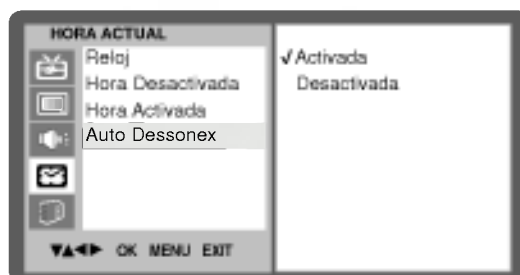 HORA ACTUAL
Reloj
Hora Desactivada
Hora Activada
Auto Dessonex
▼▲◄► OK MENU EXIT
√ Activada
Desactivada